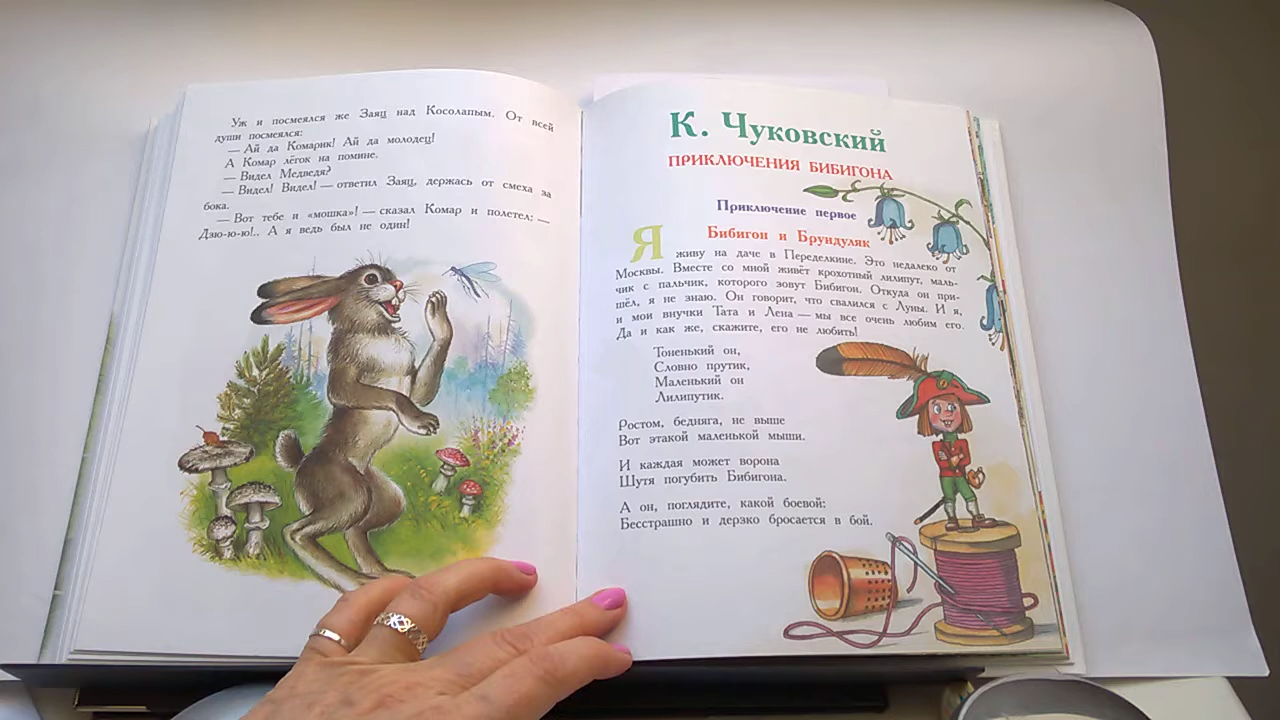 Уж и посмеялся же Заяц над Косолапым. От всей
души посмеялся:
— Ай да Комарик! Ай да молодец!
А Комар лёгок на помине.
— Видел Медведя?
— Видел! Видел! — ответил Заяц, держась от смеха за
бока.
— Вот тебе и «мошка»! — сказал Комар и полетел: —
Дзю-ю-ю!.. А я ведь был не один!
К. Чуковский
ПРИКЛЮЧЕНИЯ БИБИГОНА
Приключение первое
Бибигон и Брундуляк
Я живу на даче в Переделкине. Это недалеко от
Москвы. Вместе со мной живёт крохотный лилипут, маль-
чик с пальчик, которого зовут Бибигон. Откуда он при-
шёл, я не знаю. Он говорит, что свалился с Луны. И я,
и мои внучки Тата и Лена — мы все очень любим его.
Да и как же, скажите, его не любить!
Тоненький он,
Словно прутик,
Маленький он
Лилипутик.
Ростом, бедняга, не выше
Вот этакой маленькой мыши.
И каждая может ворона
Шутя погубить Бибигона.
А он, поглядите, какой боевой:
Бесстрашно и дерзко бросается в бой.